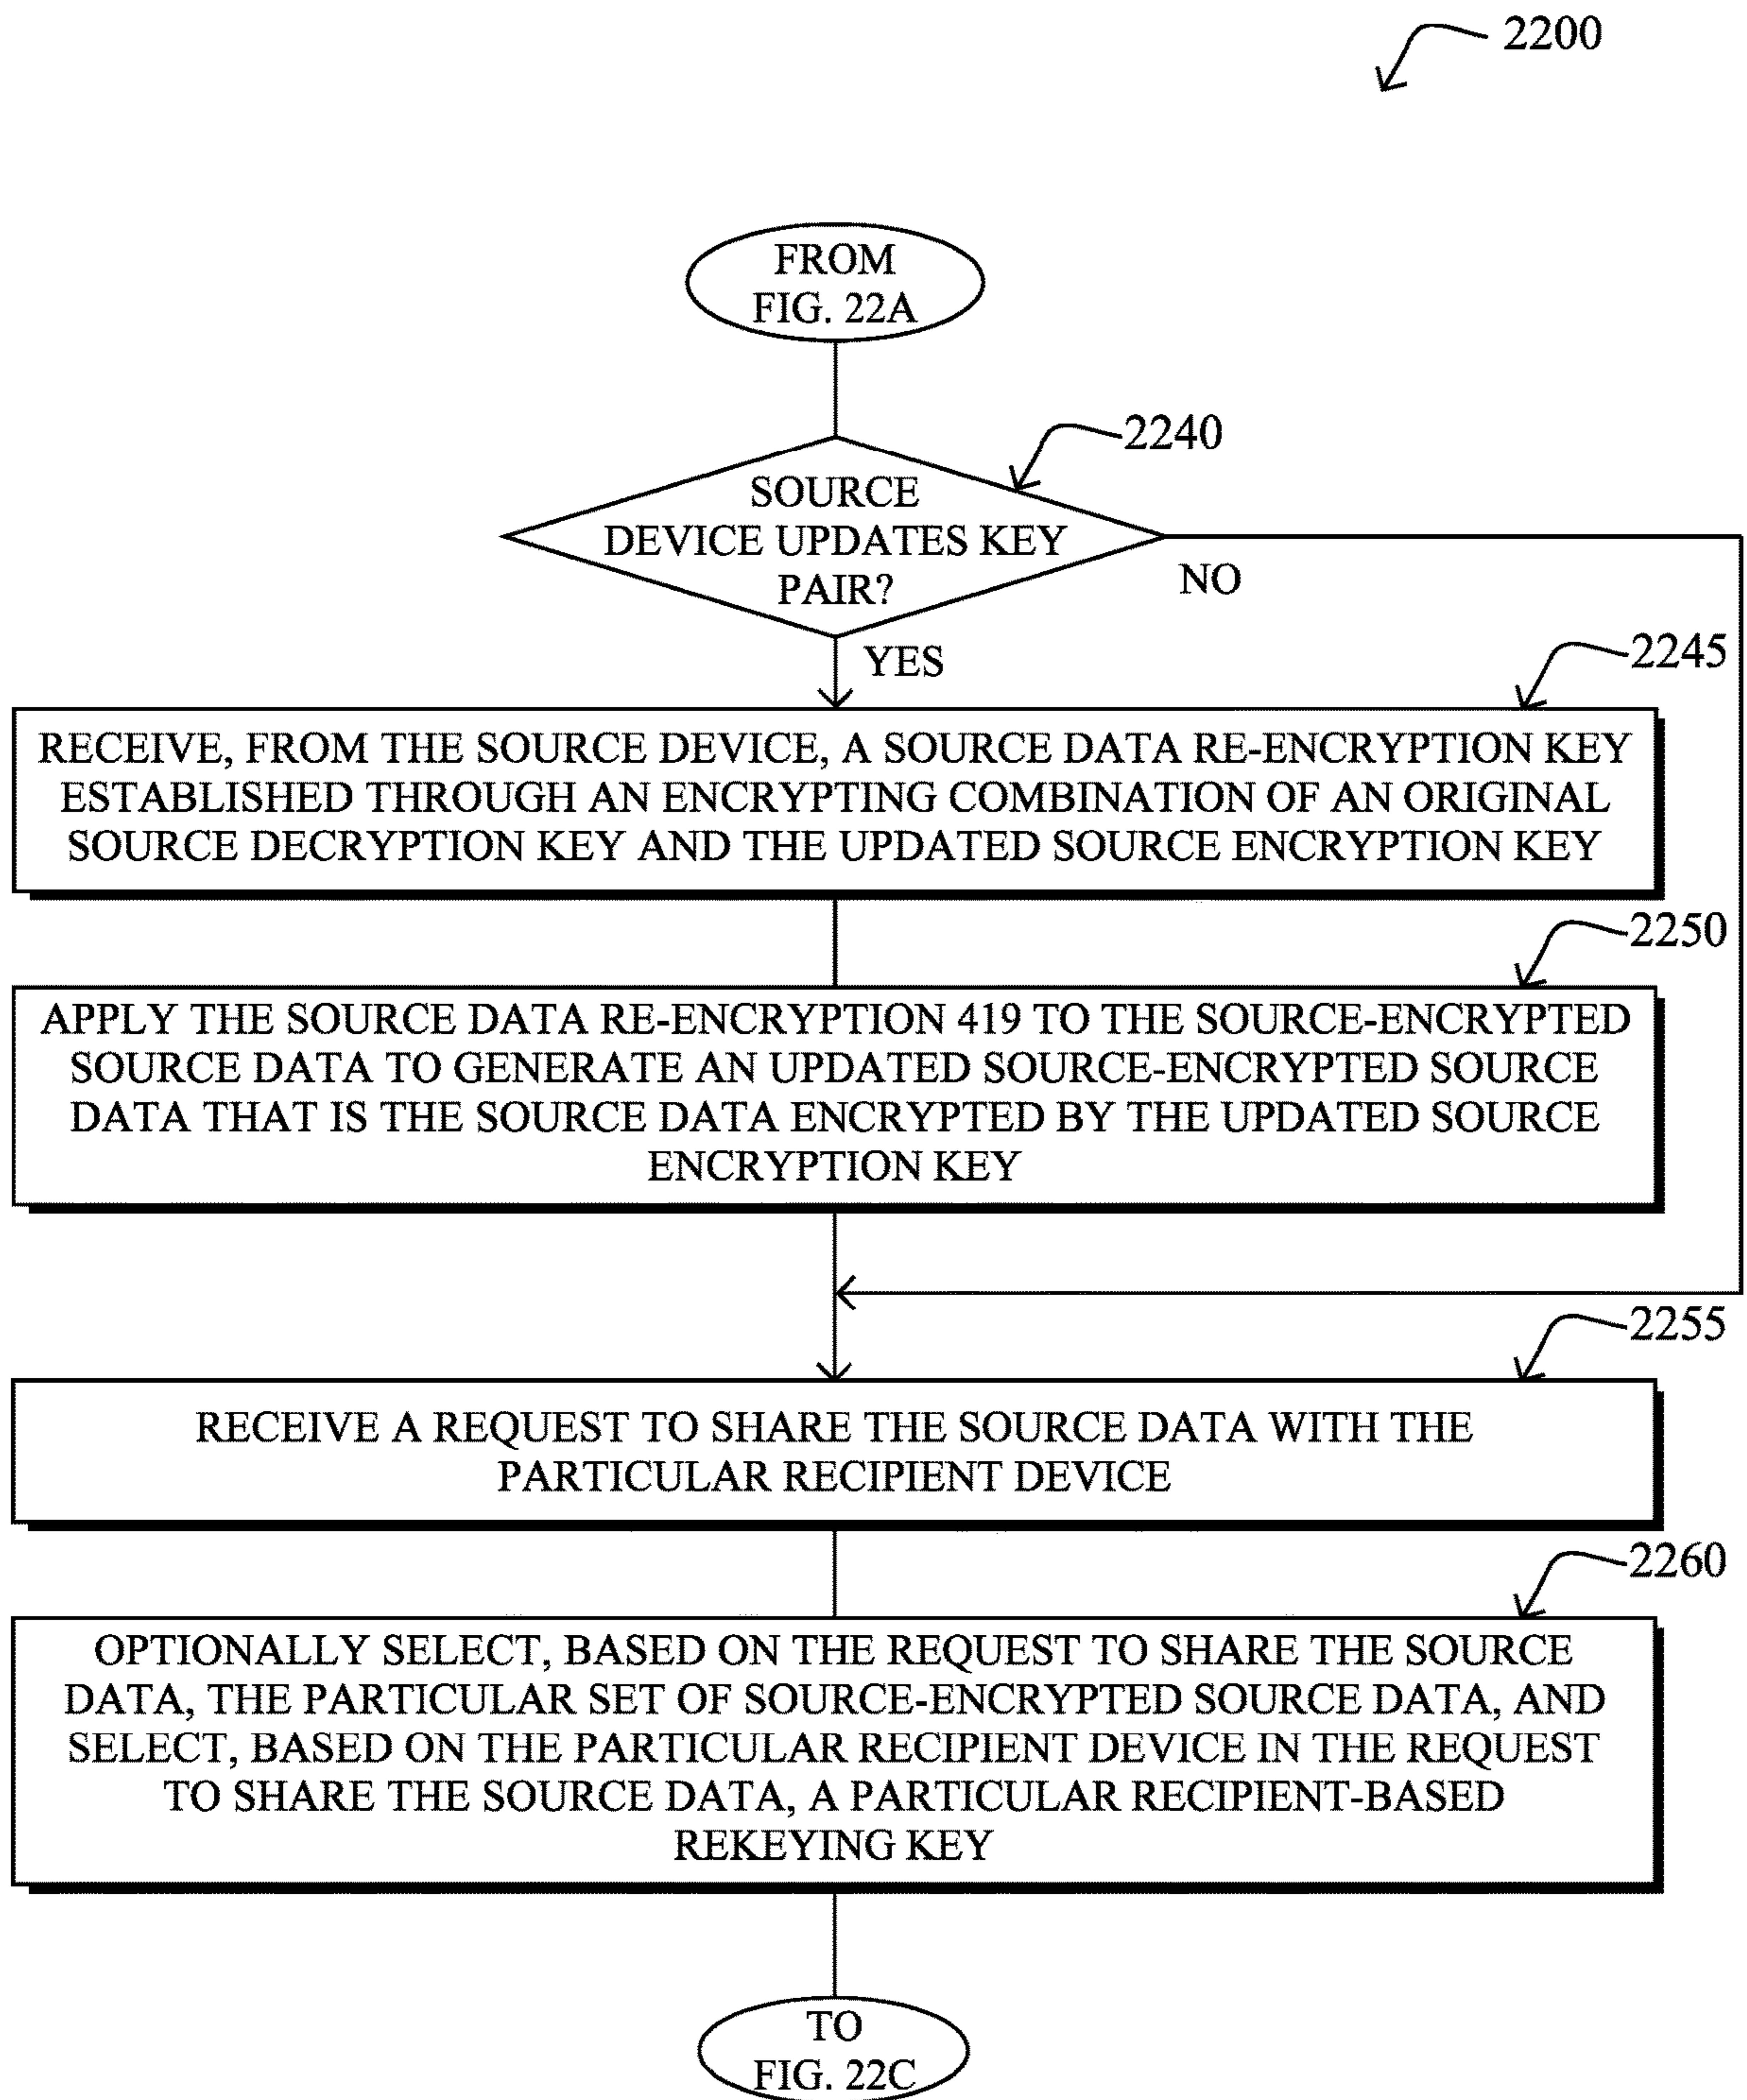 2200
FROM
FIG. 22A
2240
SOURCE
DEVICE UPDATES KEY
PAIR?
NO
YES
2245
RECEIVE, FROM THE SOURCE DEVICE, A SOURCE DATA RE-ENCRYPTION KEY
ESTABLISHED THROUGH AN ENCRYPTING COMBINATION OF AN ORIGINAL
SOURCE DECRYPTION KEY AND THE UPDATED SOURCE ENCRYPTION KEY
2250
APPLY THE SOURCE DATA RE-ENCRYPTION 419 TO THE SOURCE-ENCRYPTED
SOURCE DATA TO GENERATE AN UPDATED SOURCE-ENCRYPTED SOURCE
DATA THAT IS THE SOURCE DATA ENCRYPTED BY THE UPDATED SOURCE
ENCRYPTION KEY
2255
RECEIVE A REQUEST TO SHARE THE SOURCE DATA WITH THE
PARTICULAR RECIPIENT DEVICE
2260
OPTIONALLY SELECT, BASED ON THE REQUEST TO SHARE THE SOURCE
DATA, THE PARTICULAR SET OF SOURCE-ENCRYPTED SOURCE DATA, AND
SELECT, BASED ON THE PARTICULAR RECIPIENT DEVICE IN THE REQUEST
TO SHARE THE SOURCE DATA, A PARTICULAR RECIPIENT-BASED
REKEYING KEY
TO
FIG. 22C